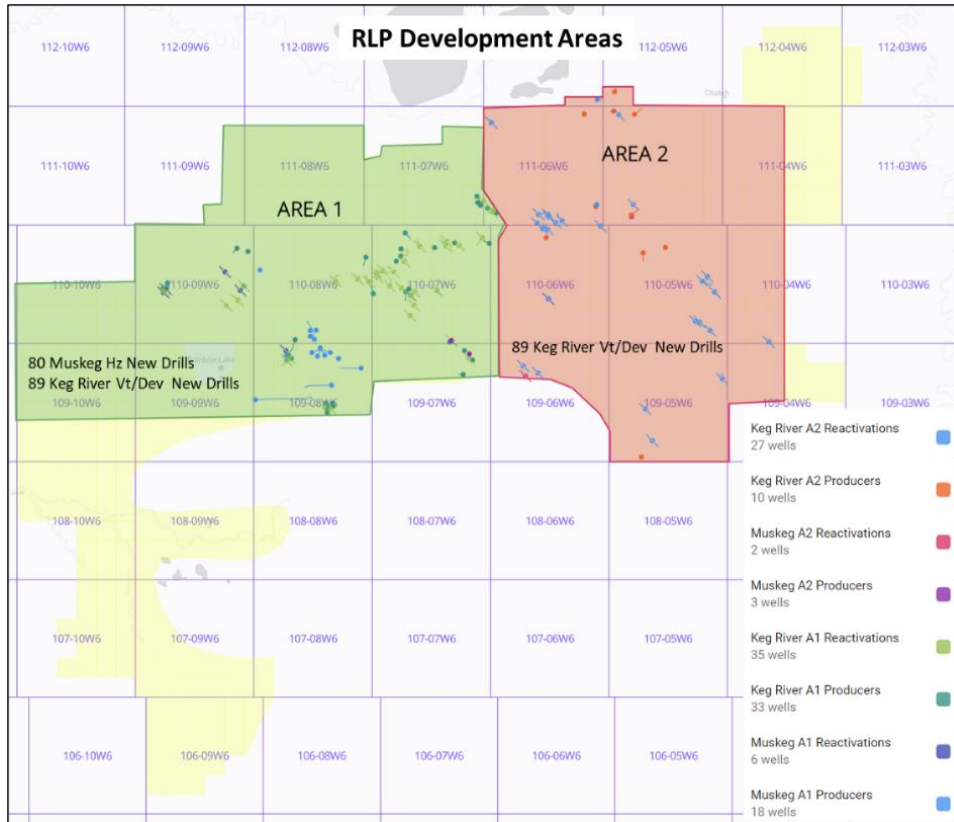 RLP Development Areas
112-10W6
112-09W6
112-08W6
112-05W6
112-04W6
112-03W6
111-10W6
111-09W6
111-08W6
111-07W6
111-06W6
111-04W6
111-03W6
AREA 1
AREA 2
110-10W6
110-09W6
110-08W6
110-07W6
110-06W6
110-05W6
110-04W6
110-03W6
80 Muskeg Hz New Drills
89 Keg River Vt/Dev New Drills
89 Keg River Vt/Dev New Drills
109-10W6
109-09W6
109-08W6
109-07W6
109-06W6
109-05W6
109-04W6
109-03W6
108-10W6
108-09W6
108-08W6
108-07W6
108-06W6
108-05W6
107-10W6
107-09W6
107-08W6
107-07W6
107-06W6
107-05W6
106-10W6
106-09W6
106-08W6
106-07W6
106-06W6
106-05W6
Keg River A2 Reactivations
27 wells
Keg River A2 Producers
10 wells
Muskeg A2 Reactivations
2 wells
Muskeg A2 Producers
3 wells
Keg River A1 Reactivations
35 wells
Keg River A1 Producers
33 wells
Muskeg A1 Reactivations
6 wells
Muskeg A1 Producers
18 wells